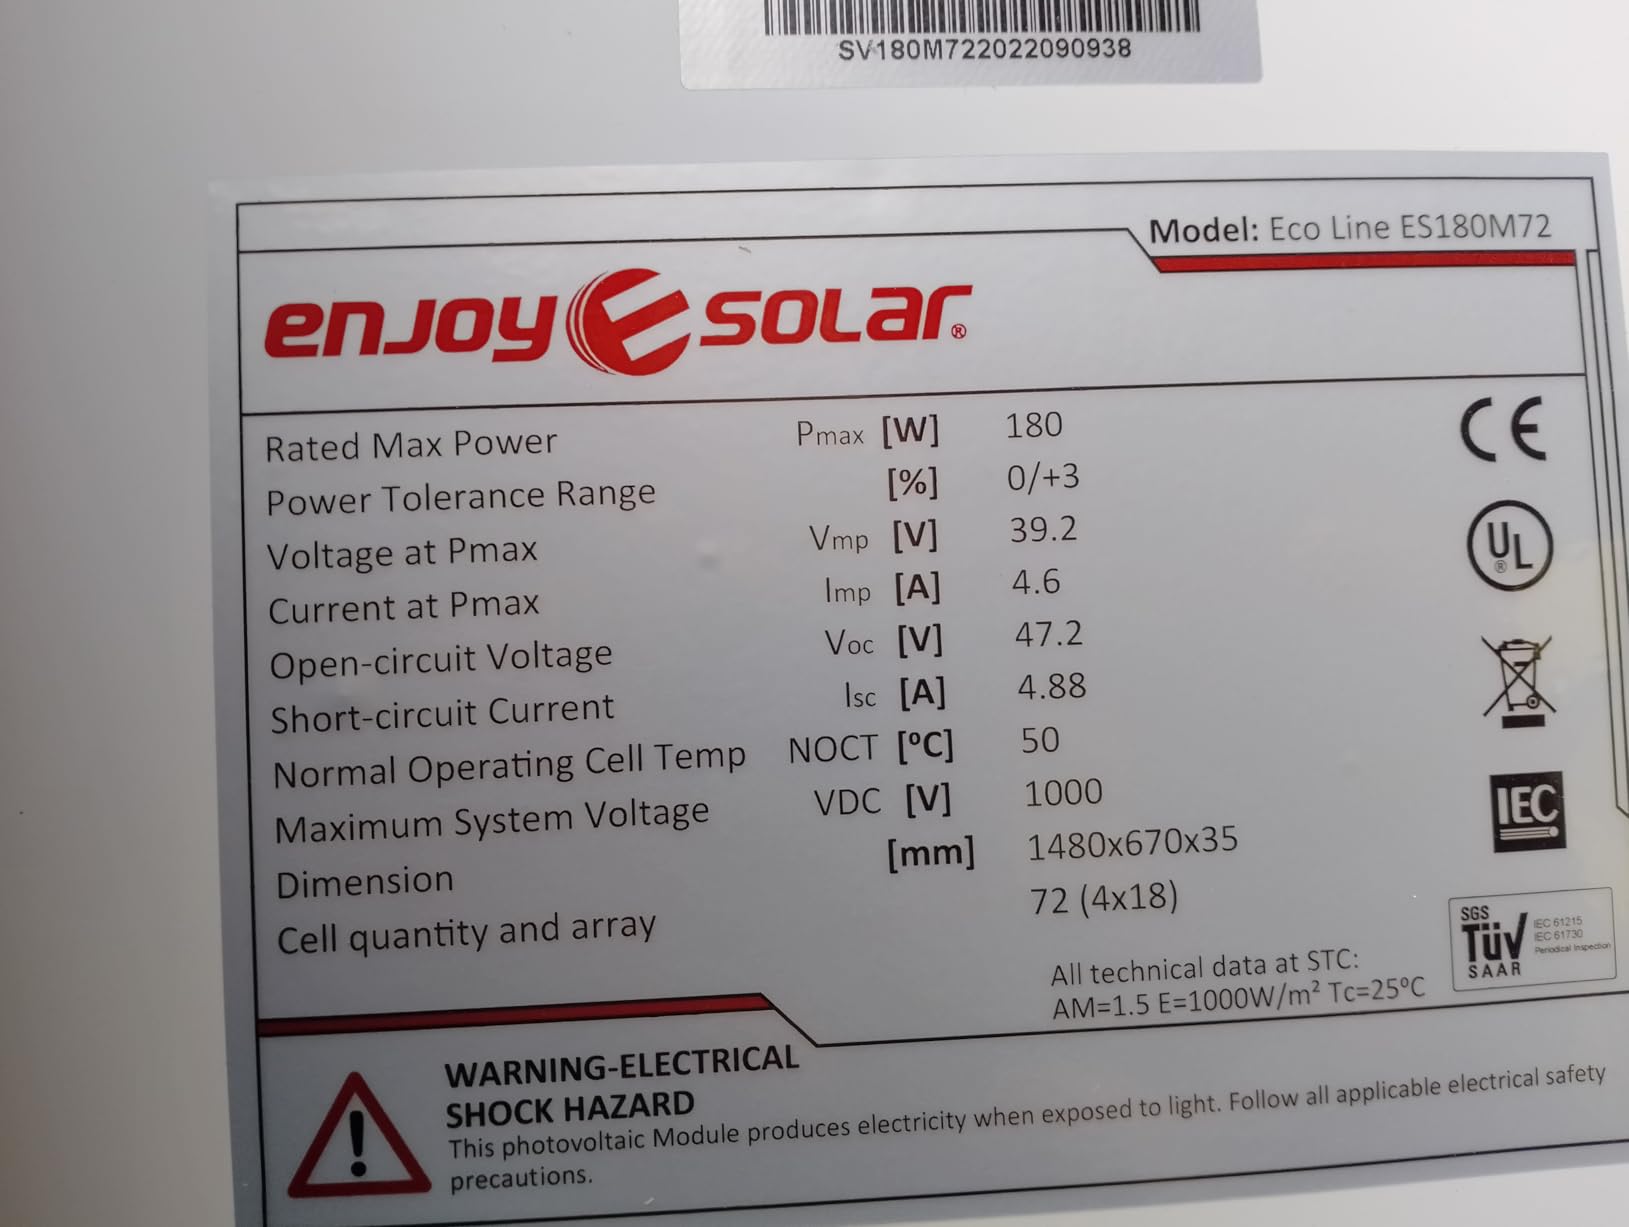 SV180M722022090938
Model: Eco Line ES180M72
enjoy solar®
Rated Max Power Pmax [W] 180
Power Tolerance Range [%] 0/+3
Voltage at Pmax Vmp [V] 39.2
Current at Pmax Imp [A] 4.6
Open-circuit Voltage Voc [V] 47.2
Short-circuit Current Isc [A] 4.88
Normal Operating Cell Temp NOCT [ºC] 50
Maximum System Voltage VDC [V] 1000
Dimension [mm] 1480x670x35
Cell quantity and array 72 (4x18)
CE
UL®
IEC
SGS
TÜV
SAAR
IEC 61215
IEC 61730
Periodical Inspection
All technical data at STC:
AM=1.5 E=1000W/m² Tc=25ºC
WARNING-ELECTRICAL
SHOCK HAZARD
This photovoltaic Module produces electricity when exposed to light. Follow all applicable electrical safety
precautions.